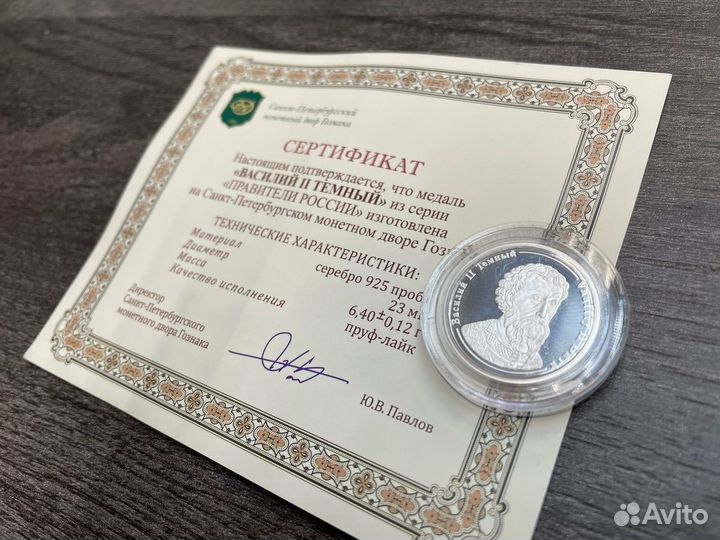 Санкт-Петербургский
монетный двор Гознака
СЕРТИФИКАТ
Настоящим подтверждается, что медаль
«ВАСИЛИЙ II ТЕМНЫЙ» из серии
«ПРАВИТЕЛИ РОССИИ» изготовлена
на Санкт-Петербургском монетном дворе
ТЕХНИЧЕСКИЕ ХАРАКТЕРИСТИКИ:
Материал серебро 925
Диаметр 23
Масса 6,40±0,12 г
Качество исполнения пруф-лайк
Директор
Санкт-Петербургского
монетного двора Гознака
Ю.В. Павлов
Василий II Темный
Avito